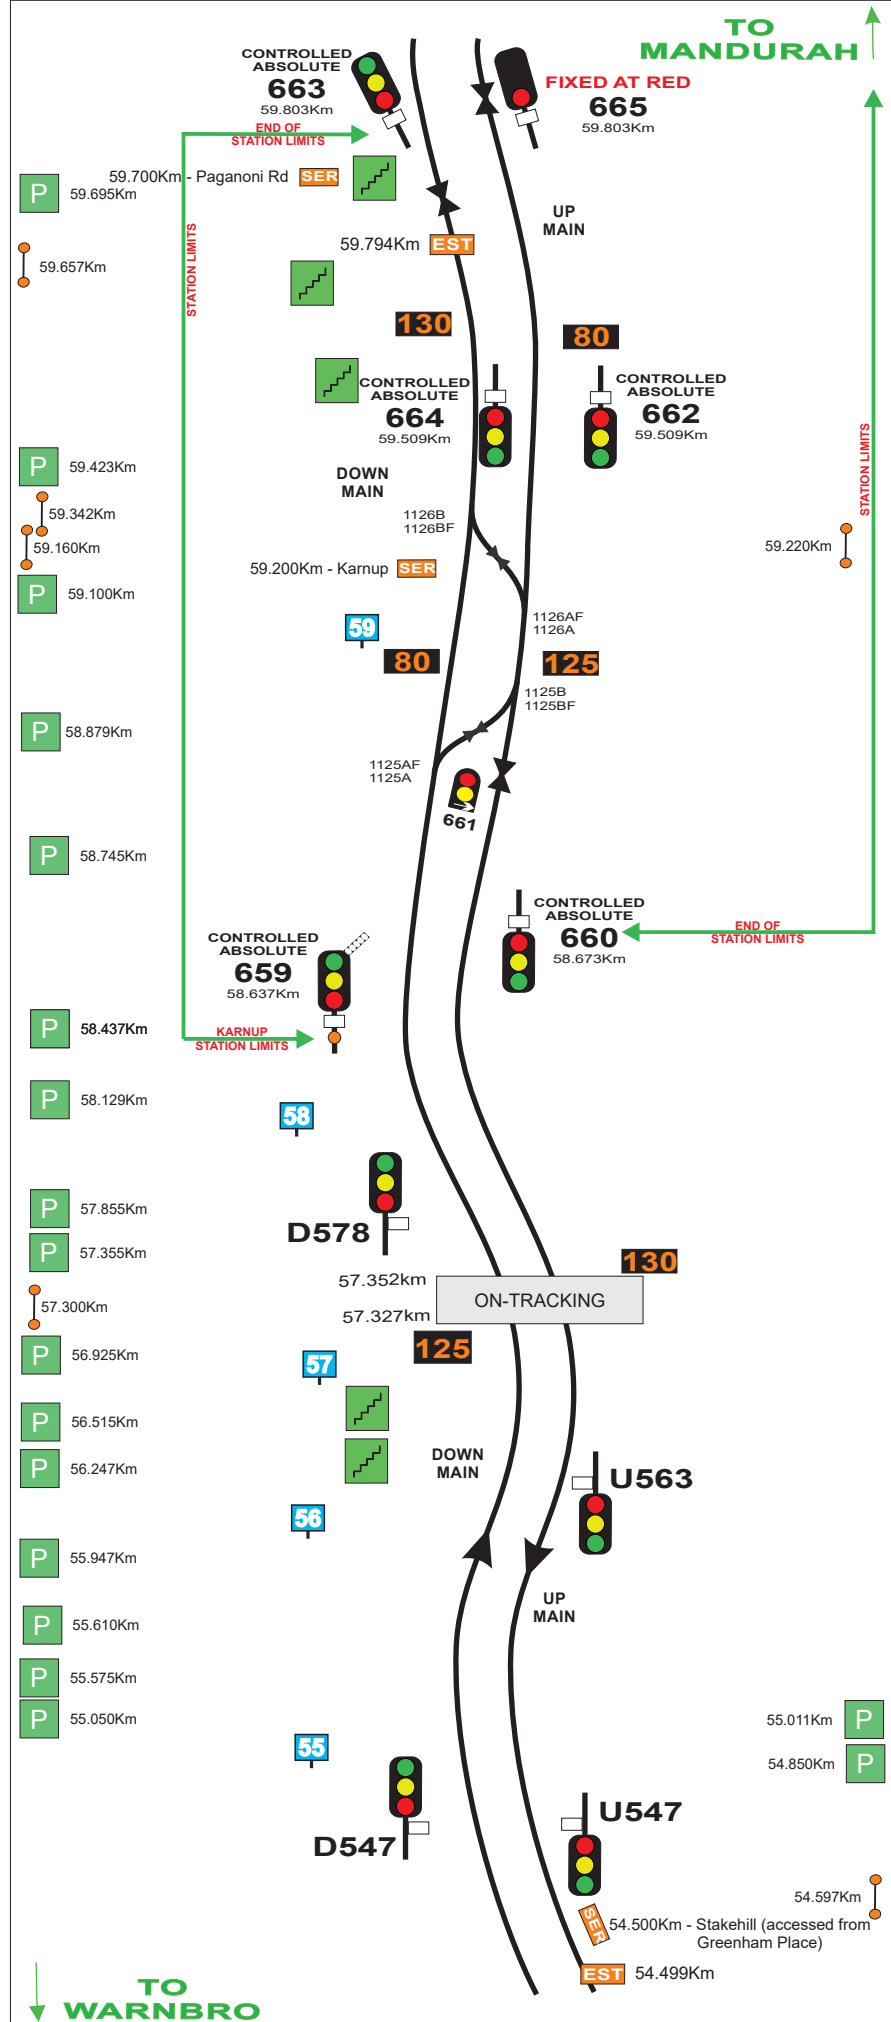 TO
MANDURAH
CONTROLLED
ABSOLUTE
663
59.803Km
FIXED AT RED
665
59.803Km
END OF
STATION LIMITS
59.700Km - Paganoni Rd
SER
P
59.695Km
UP
MAIN
59.794Km
EST
59.657Km
STATION LIMITS
130
80
CONTROLLED
ABSOLUTE
664
59.509Km
CONTROLLED
ABSOLUTE
662
59.509Km
STATION LIMITS
P
59.423Km
DOWN
MAIN
59.342Km
1126B
1126BF
59.160Km
59.220Km
59.200Km - Karnup
SER
P
59.100Km
1126AF
1126A
59
80
125
1125B
1125BF
P
58.879Km
1125AF
1125A
661
P
58.745Km
CONTROLLED
ABSOLUTE
660
58.673Km
END OF
STATION LIMITS
CONTROLLED
ABSOLUTE
659
58.637Km
P
58.437Km
KARNUP
STATION LIMITS
P
58.129Km
58
P
57.855Km
D578
P
57.355Km
130
57.352km
ON-TRACKING
57.300Km
57.327km
125
P
56.925Km
57
P
56.515Km
DOWN
MAIN
P
56.247Km
U563
56
P
55.947Km
UP
MAIN
P
55.610Km
P
55.575Km
P
55.050Km
55.011Km
P
55
54.850Km
P
U547
D547
54.597Km
SER
54.500Km - Stakehill (accessed from
Greenham Place)
EST
54.499Km
TO
WARNBRO